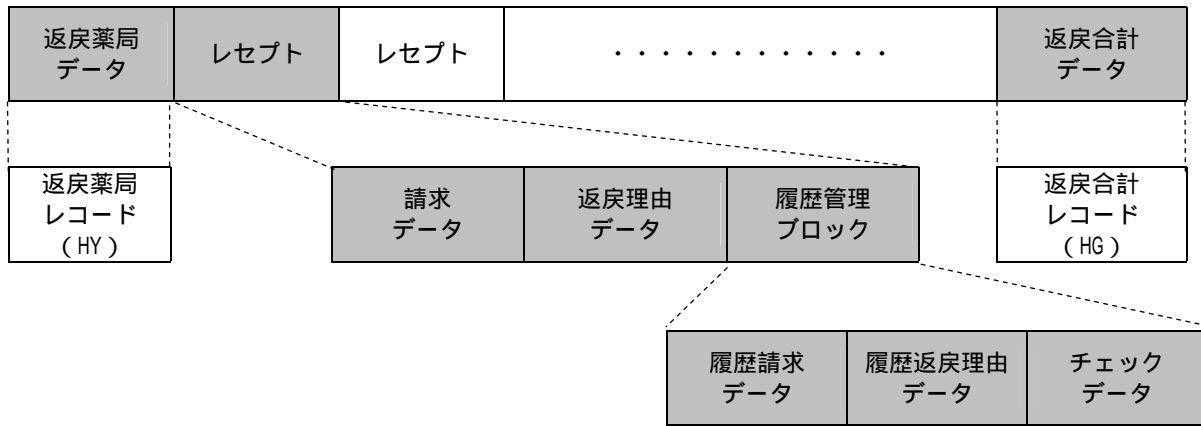 返戻薬局
データ
レセプト
レセプト
・・・・・・・・・・・・
返戻合計
データ
返戻薬局
レコード
(HY)
請求
データ
返戻理由
データ
履歴管理
ブロック
返戻合計
レコード
(HG)
履歴請求
データ
履歴返戻理由
データ
チェック
データ